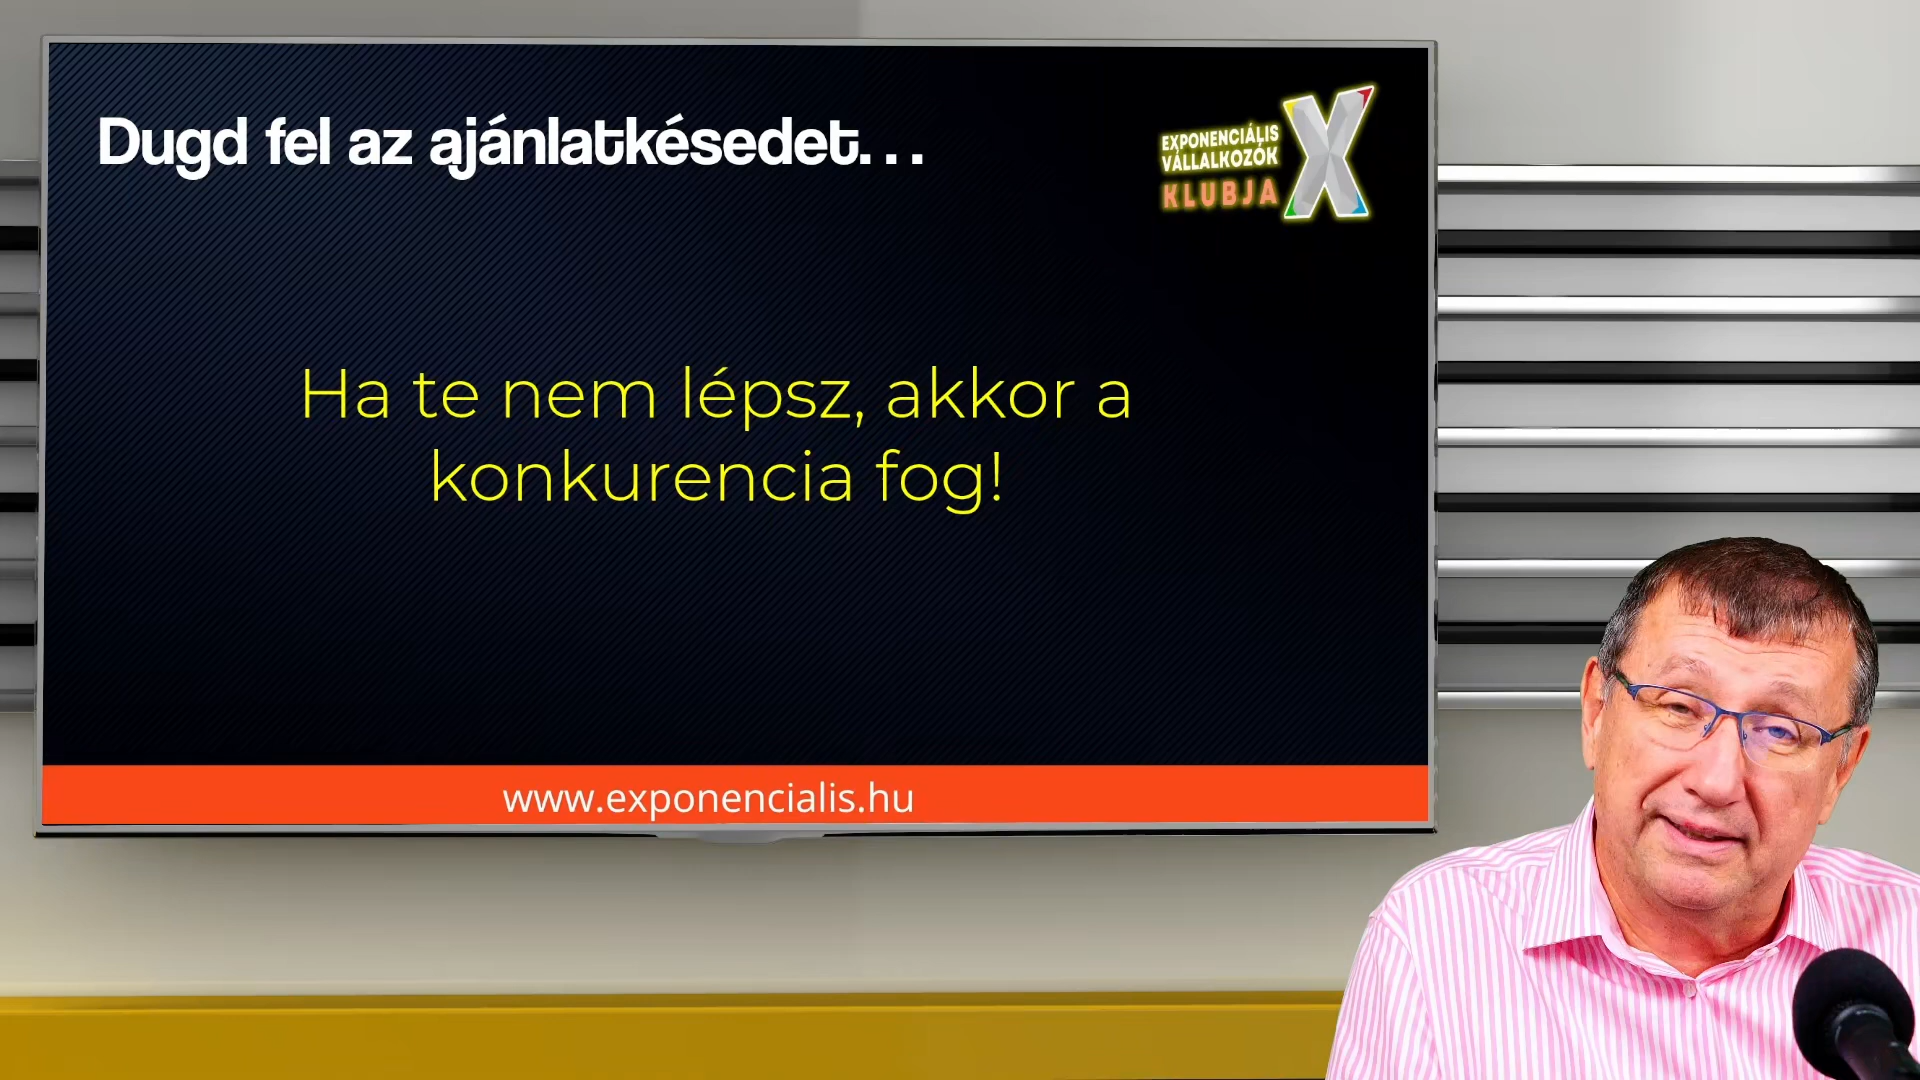 Dugd fel az ajánlatkésedet...
EXPONENCIÁLIS
VÁLLALKOZÓK
KLUBJA
X
Ha te nem lépsz, akkor a
konkurencia fog!
www.exponencialis.hu